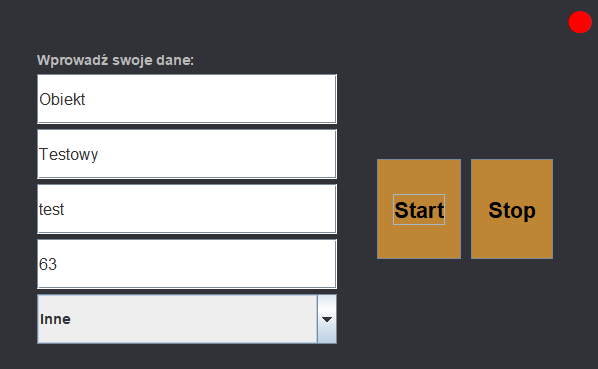 Wprowadź swoje dane:
Obiekt
Testowy
test
63
Inne
Start
Stop